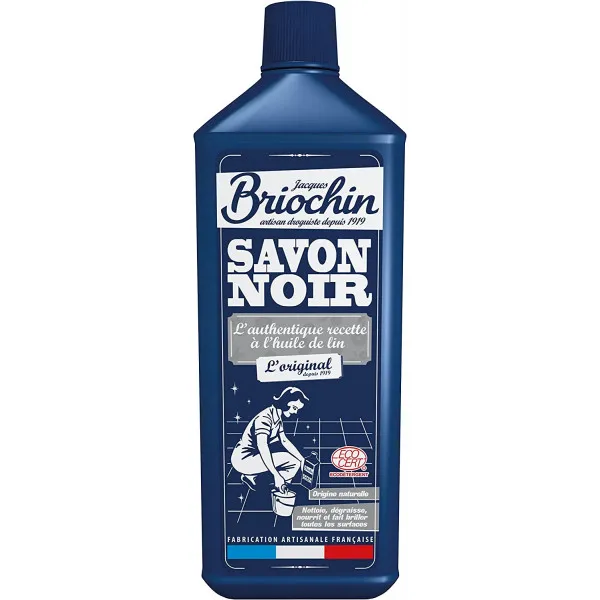 Jacques
Briochin
artisan droguiste depuis 1919
SAVON
NOIR
L'authentique recette
à l'huile de lin
L'original
depuis 1919
ECO
CERT
ECODETERGENT
Origine naturelle
Nettoie, dégraisse,
nourrit et fait briller
toutes les surfaces
FABRICATION ARTISANALE FRANÇAISE